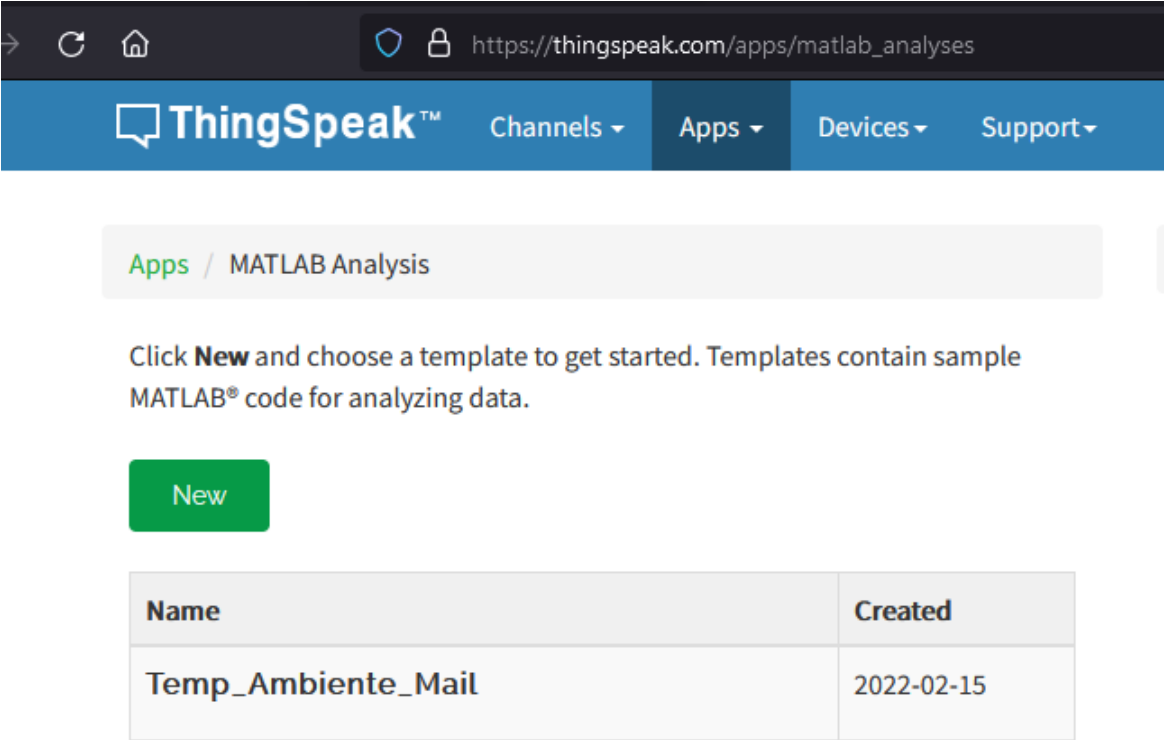 https://thingspeak.com/apps/matlab_analyses
ThingSpeak™ Channels Apps Devices Support
Apps / MATLAB Analysis
Click New and choose a template to get started. Templates contain sample
MATLAB® code for analyzing data.
New
Name Created
Temp_Ambiente_Mail 2022-02-15